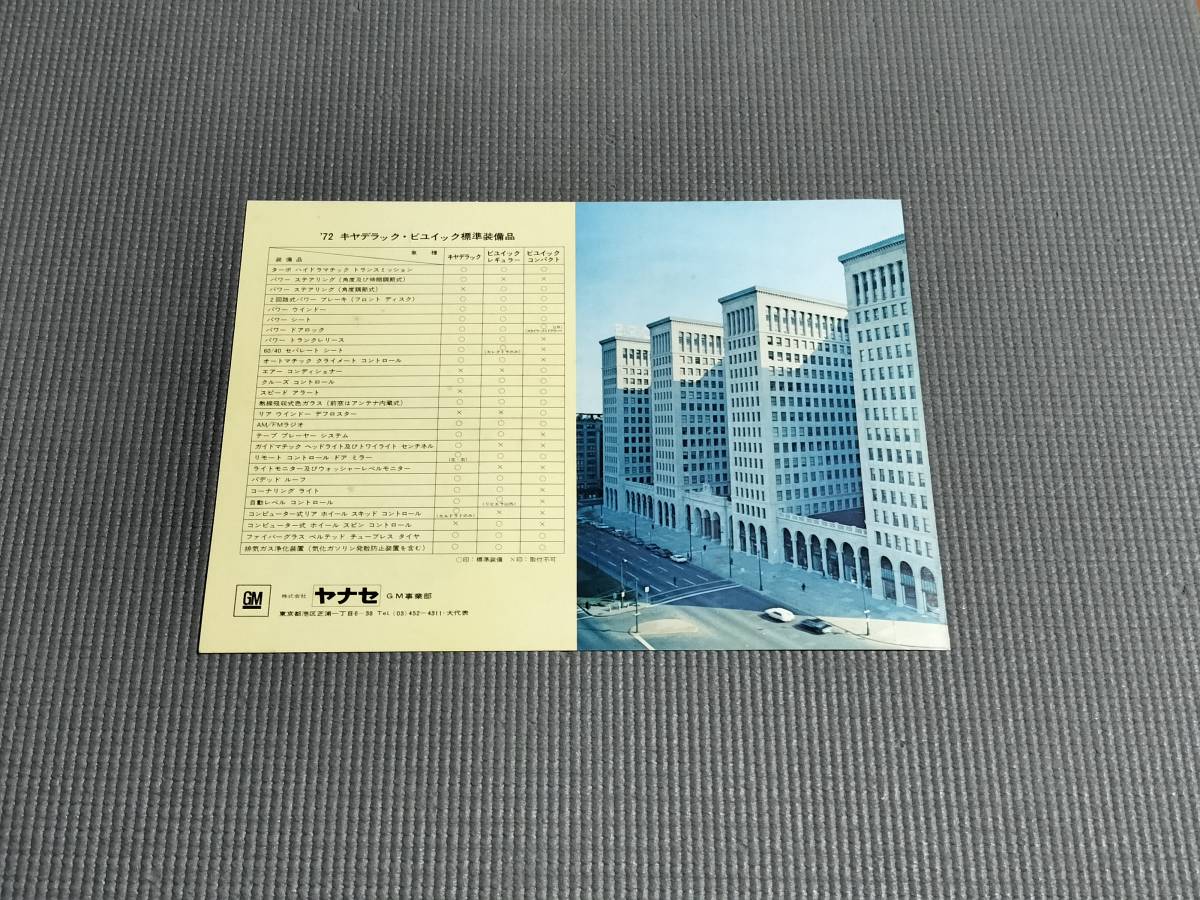 '72 キヤデラック・ビユイック標準装備品
装備品 車種 キヤデラック ビユイックレギュラー ビユイックコンパクト
ターボ ハイドラマチック トランスミッション ○ ○ ○
パワー ステアリング (角度及び伸縮調節式) ○ × ×
パワー ステアリング (角度調節式) × ○ ○
2回路式パワー ブレーキ (フロント ディスク) ○ ○ ○
パワー ウインドー ○ ○ ○
パワー シート ○ ○ ○
パワー ドアロック ○ ○ ○
パワー トランクリリース ○ ○ ×
60/40 セパレート シート ○ ○ ×
オートマチック クライメート コントロール ○ ○ ×
エアー コンディショナー × × ○
クルーズ コントロール ○ ○ ○
スピード アラート × ○ ○
熱線吸収式色ガラス (前窓はアンテナ内蔵式) ○ ○ ○
リア ウインドー デフロスター × × ○
AM/FMラジオ ○ ○ ○
テープ プレーヤー システム ○ ○ ×
ガイドマチック ヘッドライト及びトワイライト センチネル ○ × ×
リモート コントロール ドア ミラー ○ (左・右) ○ ○
ライトモニター及びウォッシャーレベルモニター ○ × ×
パデッド ルーフ ○ ○ ○
コーナリング ライト ○ ○ ×
自動レベル コントロール ○ ○ (リビエラ以外) ×
コンピューター式リア ホイール スキッド コントロール ○ (エルドラドのみ) × ×
コンピューター式 ホイール スピン コントロール × ○ ×
ファイバーグラス ベルテッド チューブレス タイヤ ○ ○ ○
排気ガス浄化装置 (気化ガソリン発散防止装置を含む) ○ ○ ○
○印：標準装備 ×印：取付不可
GM 株式会社 ヤナセ GM事業部
東京都港区芝浦一丁目6－38 Tel. (03) 452－4311・大代表